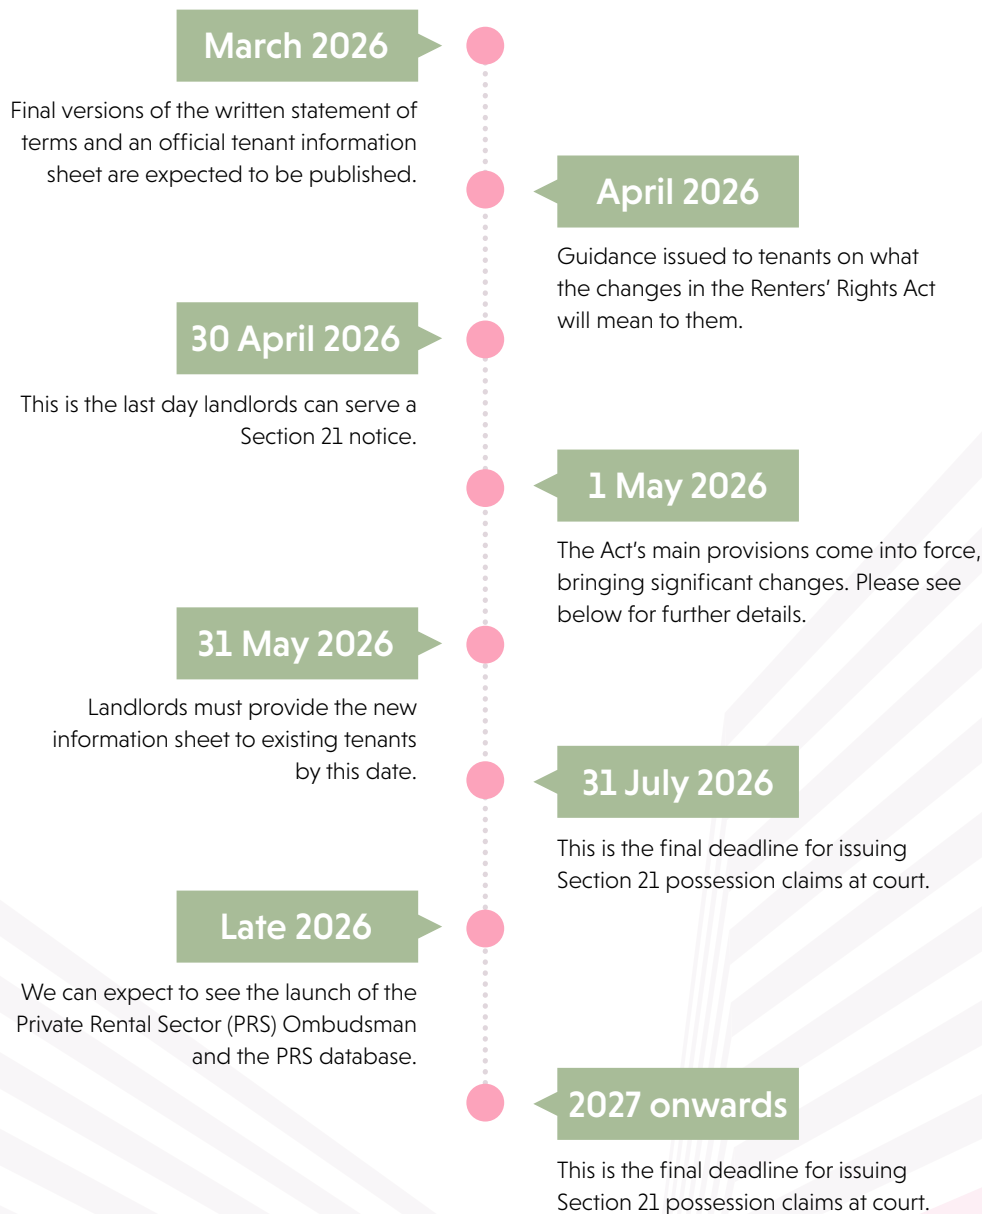 March 2026
Final versions of the written statement of
terms and an official tenant information
sheet are expected to be published.
April 2026
Guidance issued to tenants on what
the changes in the Renters’ Rights Act
will mean to them.
30 April 2026
This is the last day landlords can serve a
Section 21 notice.
1 May 2026
The Act’s main provisions come into force,
bringing significant changes. Please see
below for further details.
31 May 2026
Landlords must provide the new
information sheet to existing tenants
by this date.
31 July 2026
This is the final deadline for issuing
Section 21 possession claims at court.
Late 2026
We can expect to see the launch of the
Private Rental Sector (PRS) Ombudsman
and the PRS database.
2027 onwards
This is the final deadline for issuing
Section 21 possession claims at court.